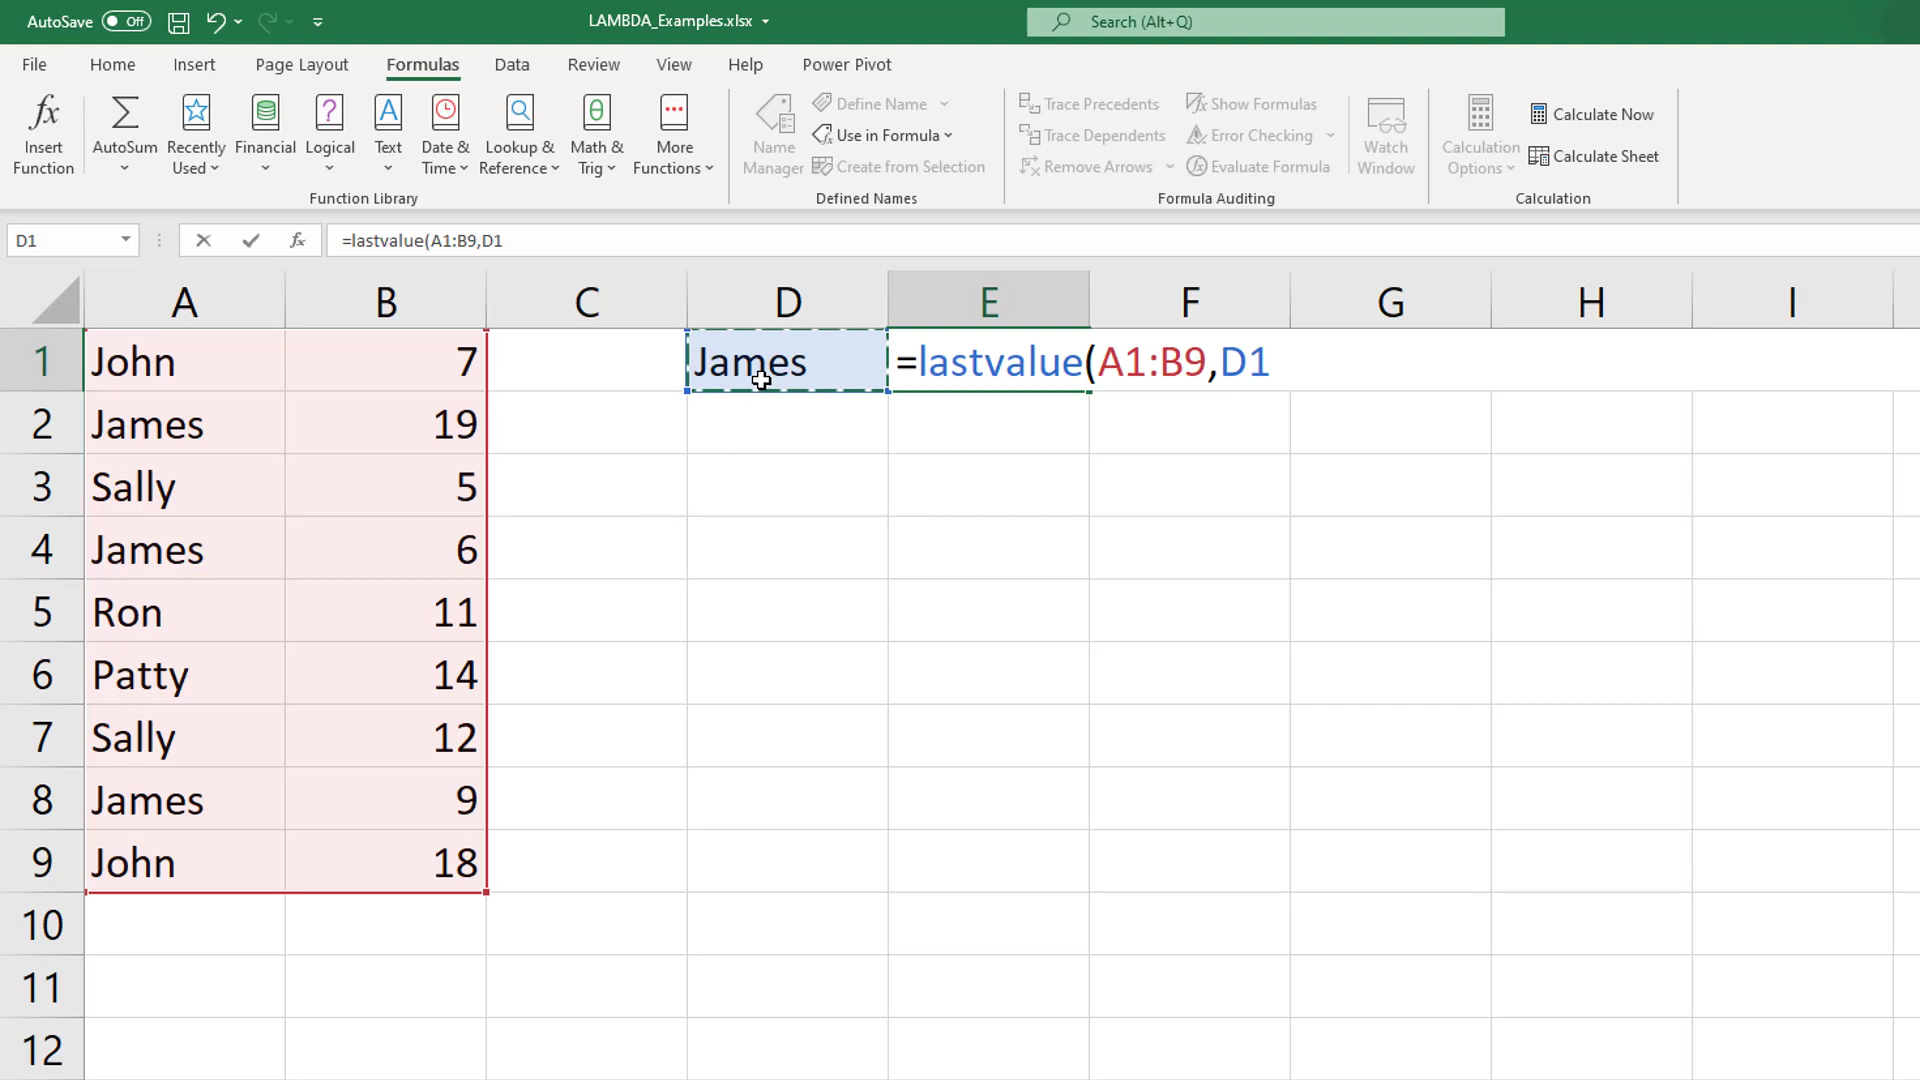 AutoSave Off LAMBDA_Examples.xlsx Search (Alt+Q)
File Home Insert Page Layout Formulas Data Review View Help Power Pivot
Insert Function
AutoSum
Recently Used
Financial
Logical
Text
Date & Time
Lookup & Reference
Math & Trig
More Functions
Function Library
Name Manager
Define Name
Use in Formula
Create from Selection
Defined Names
Trace Precedents
Trace Dependents
Remove Arrows
Show Formulas
Error Checking
Evaluate Formula
Formula Auditing
Watch Window
Calculation Options
Calculate Now
Calculate Sheet
Calculation
D1 fx =lastvalue(A1:B9,D1
A B C D E F G H I
1 John 7 James =lastvalue(A1:B9,D1
2 James 19
3 Sally 5
4 James 6
5 Ron 11
6 Patty 14
7 Sally 12
8 James 9
9 John 18
10
11
12